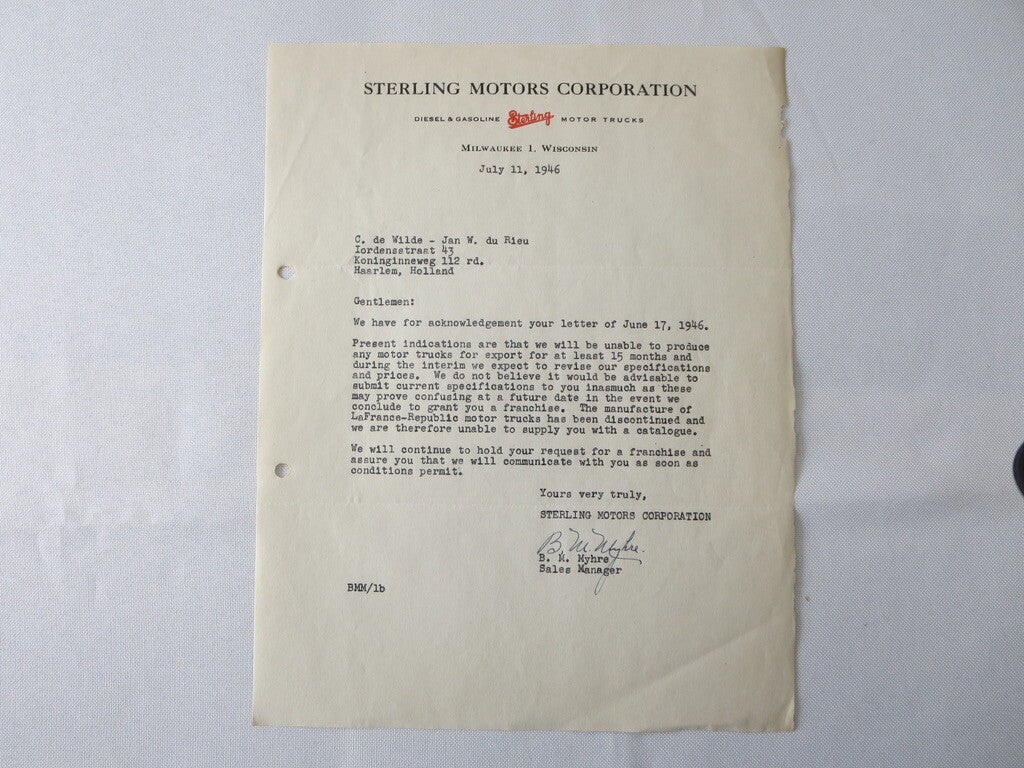 STERLING MOTORS CORPORATION
DIESEL & GASOLINE Sterling MOTOR TRUCKS
MILWAUKEE 1, WISCONSIN
July 11, 1946
C. de Wilde - Jan W. du Rieu
Iordensstraat 43
Koninginneweg 112 rd.
Haarlem, Holland
Gentlemen:
We have for acknowledgement your letter of June 17, 1946.
Present indications are that we will be unable to produce
any motor trucks for export for at least 15 months and
during the interim we expect to revise our specifications
and prices. We do not believe it would be advisable to
submit current specifications to you inasmuch as these
may prove confusing at a future date in the event we
conclude to grant you a franchise. The manufacture of
LaFrance-Republic motor trucks has been discontinued and
we are therefore unable to supply you with a catalogue.
We will continue to hold your request for a franchise and
assure you that we will communicate with you as soon as
conditions permit.
Yours very truly,
STERLING MOTORS CORPORATION
B. M. Myhre.
B. M. Myhre
Sales Manager
BMM/lb